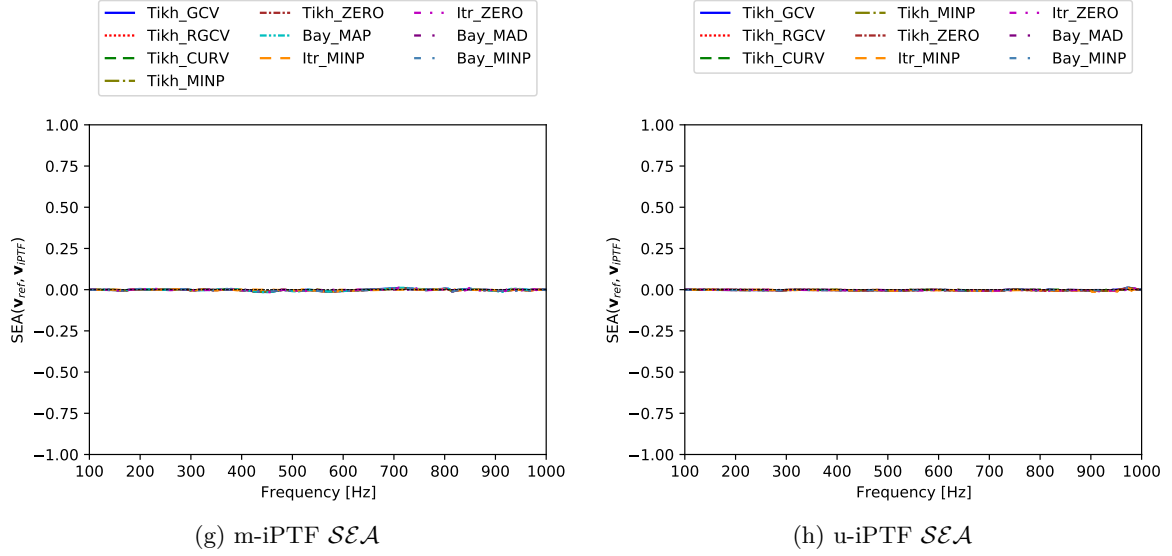 Tikh_GCV Tikh_ZERO Itr_ZERO
Tikh_RGCV Bay_MAP Bay_MAD
Tikh_CURV Itr_MINP Bay_MINP
Tikh_MINP
1.00
0.75
0.50
0.25
0.00
−0.25
−0.50
−0.75
−1.00
SEA(v_ref, v_iPTF)
100 200 300 400 500 600 700 800 900 1000
Frequency [Hz]
(g) m-iPTF SEA
Tikh_GCV Tikh_MINP Itr_ZERO
Tikh_RGCV Tikh_ZERO Bay_MAD
Tikh_CURV Itr_MINP Bay_MINP
1.00
0.75
0.50
0.25
0.00
−0.25
−0.50
−0.75
−1.00
SEA(v_ref, v_iPTF)
100 200 300 400 500 600 700 800 900 1000
Frequency [Hz]
(h) u-iPTF SEA